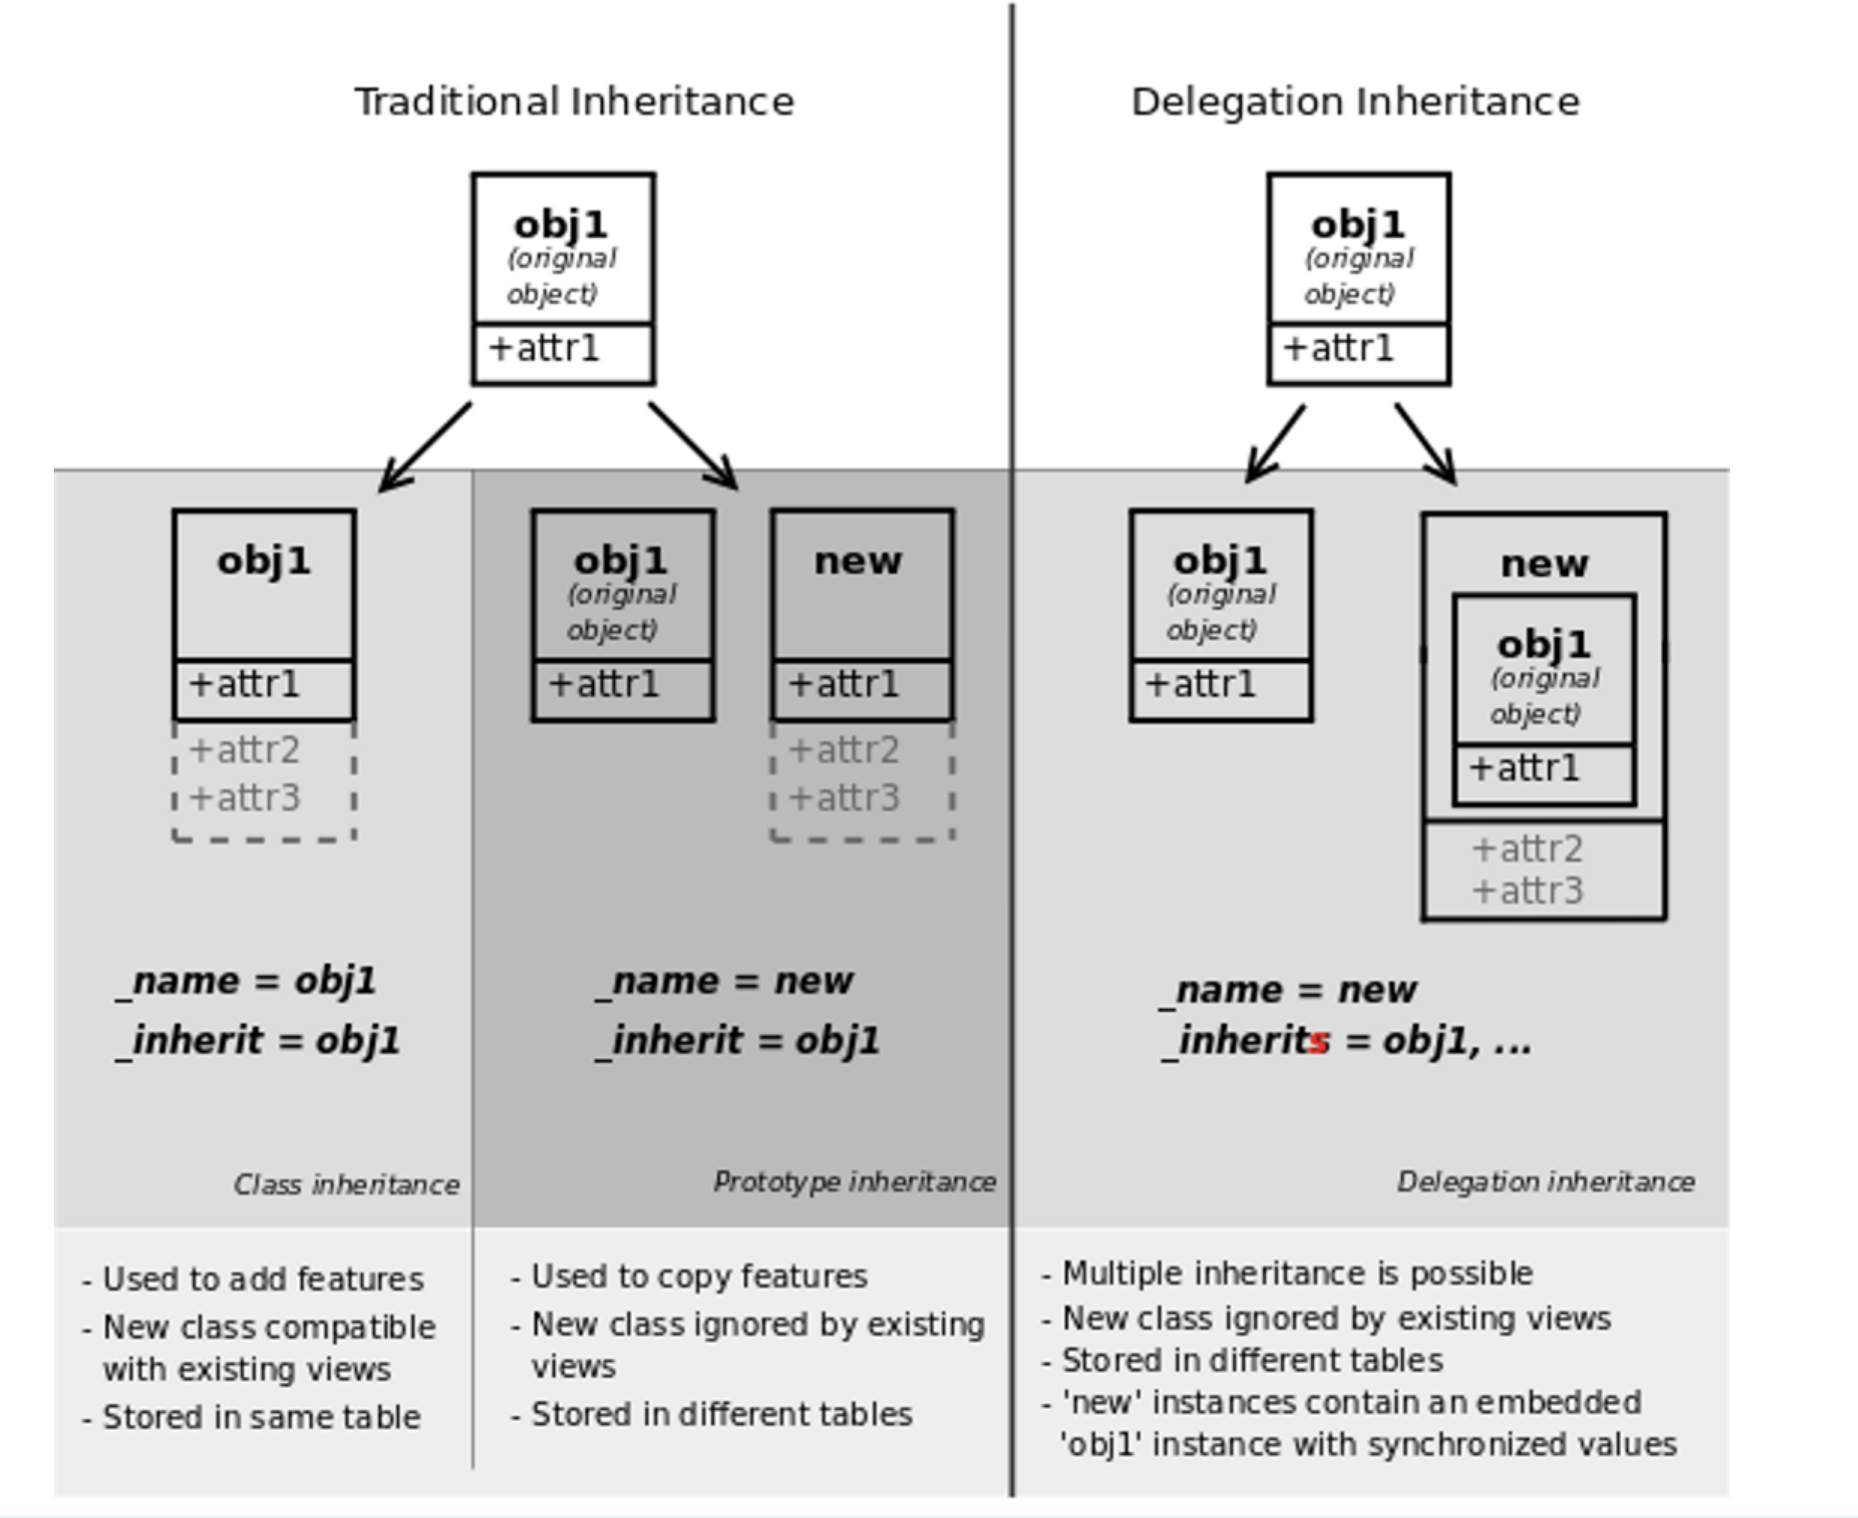 Traditional Inheritance
Delegation Inheritance
obj1
(original
object)
+attr1
obj1
(original
object)
+attr1
obj1
+attr1
+attr2
+attr3
_name = obj1
_inherit = obj1
Class inheritance
obj1
(original
object)
+attr1
new
+attr1
+attr2
+attr3
_name = new
_inherit = obj1
Prototype inheritance
obj1
(original
object)
+attr1
new
obj1
(original
object)
+attr1
+attr2
+attr3
_name = new
_inherits = obj1, ...
Delegation inheritance
- Used to add features
- New class compatible
with existing views
- Stored in same table
- Used to copy features
- New class ignored by existing
views
- Stored in different tables
- Multiple inheritance is possible
- New class ignored by existing views
- Stored in different tables
- 'new' instances contain an embedded
'obj1' instance with synchronized values